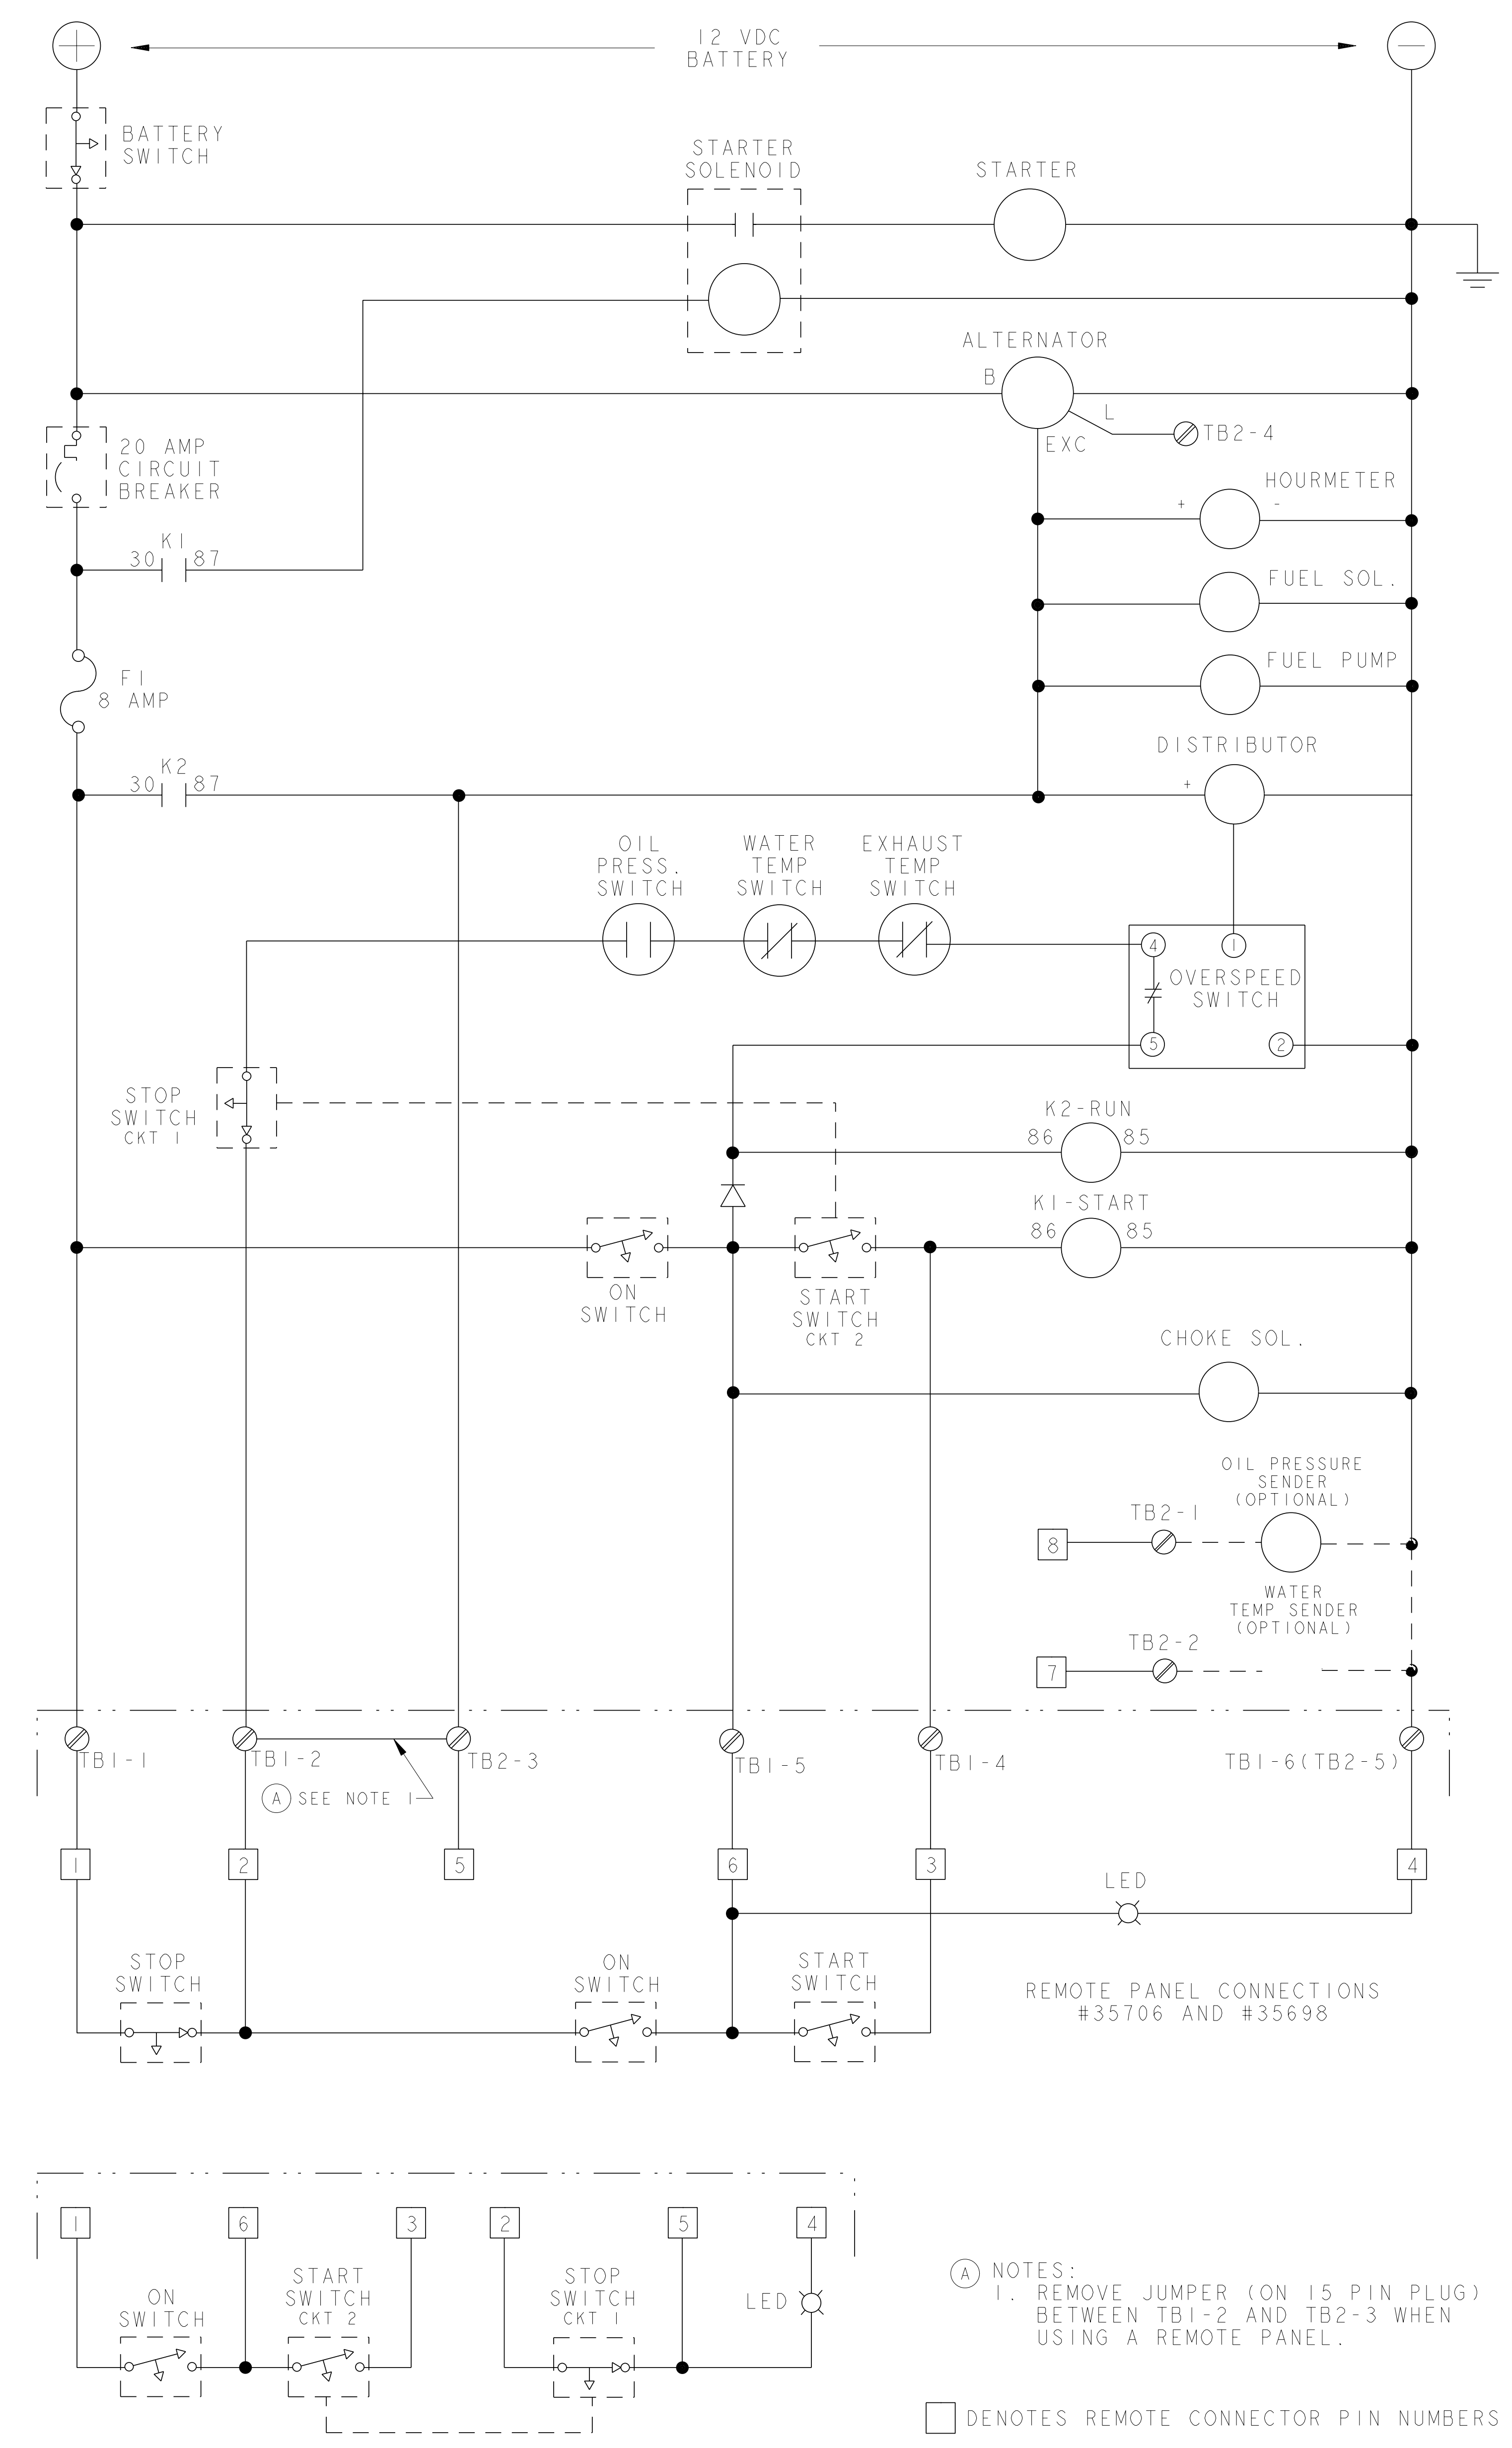 12 VDC
BATTERY
BATTERY
SWITCH
STARTER
SOLENOID
STARTER
ALTERNATOR
B
L
EXC
TB2-4
20 AMP
CIRCUIT
BREAKER
HOURMETER
+ -
K1
30 87
FUEL SOL.
F1
8 AMP
FUEL PUMP
DISTRIBUTOR
+
K2
30 87
OIL
PRESS.
SWITCH
WATER
TEMP
SWITCH
EXHAUST
TEMP
SWITCH
4
1
OVERSPEED
SWITCH
5
2
STOP
SWITCH
CKT 1
K2-RUN
86 85
K1-START
86 85
ON
SWITCH
START
SWITCH
CKT 2
CHOKE SOL.
OIL PRESSURE
SENDER
(OPTIONAL)
TB2-1
8
WATER
TEMP SENDER
(OPTIONAL)
TB2-2
7
TB1-1
TB1-2
TB2-3
TB1-5
TB1-4
TB1-6(TB2-5)
A SEE NOTE 1
1
2
5
6
3
4
LED
STOP
SWITCH
ON
SWITCH
START
SWITCH
REMOTE PANEL CONNECTIONS
#35706 AND #35698
1
6
3
2
5
4
ON
SWITCH
START
SWITCH
CKT 2
STOP
SWITCH
CKT 1
LED
A NOTES:
1. REMOVE JUMPER (ON 15 PIN PLUG)
BETWEEN TB1-2 AND TB2-3 WHEN
USING A REMOTE PANEL.
DENOTES REMOTE CONNECTOR PIN NUMBERS